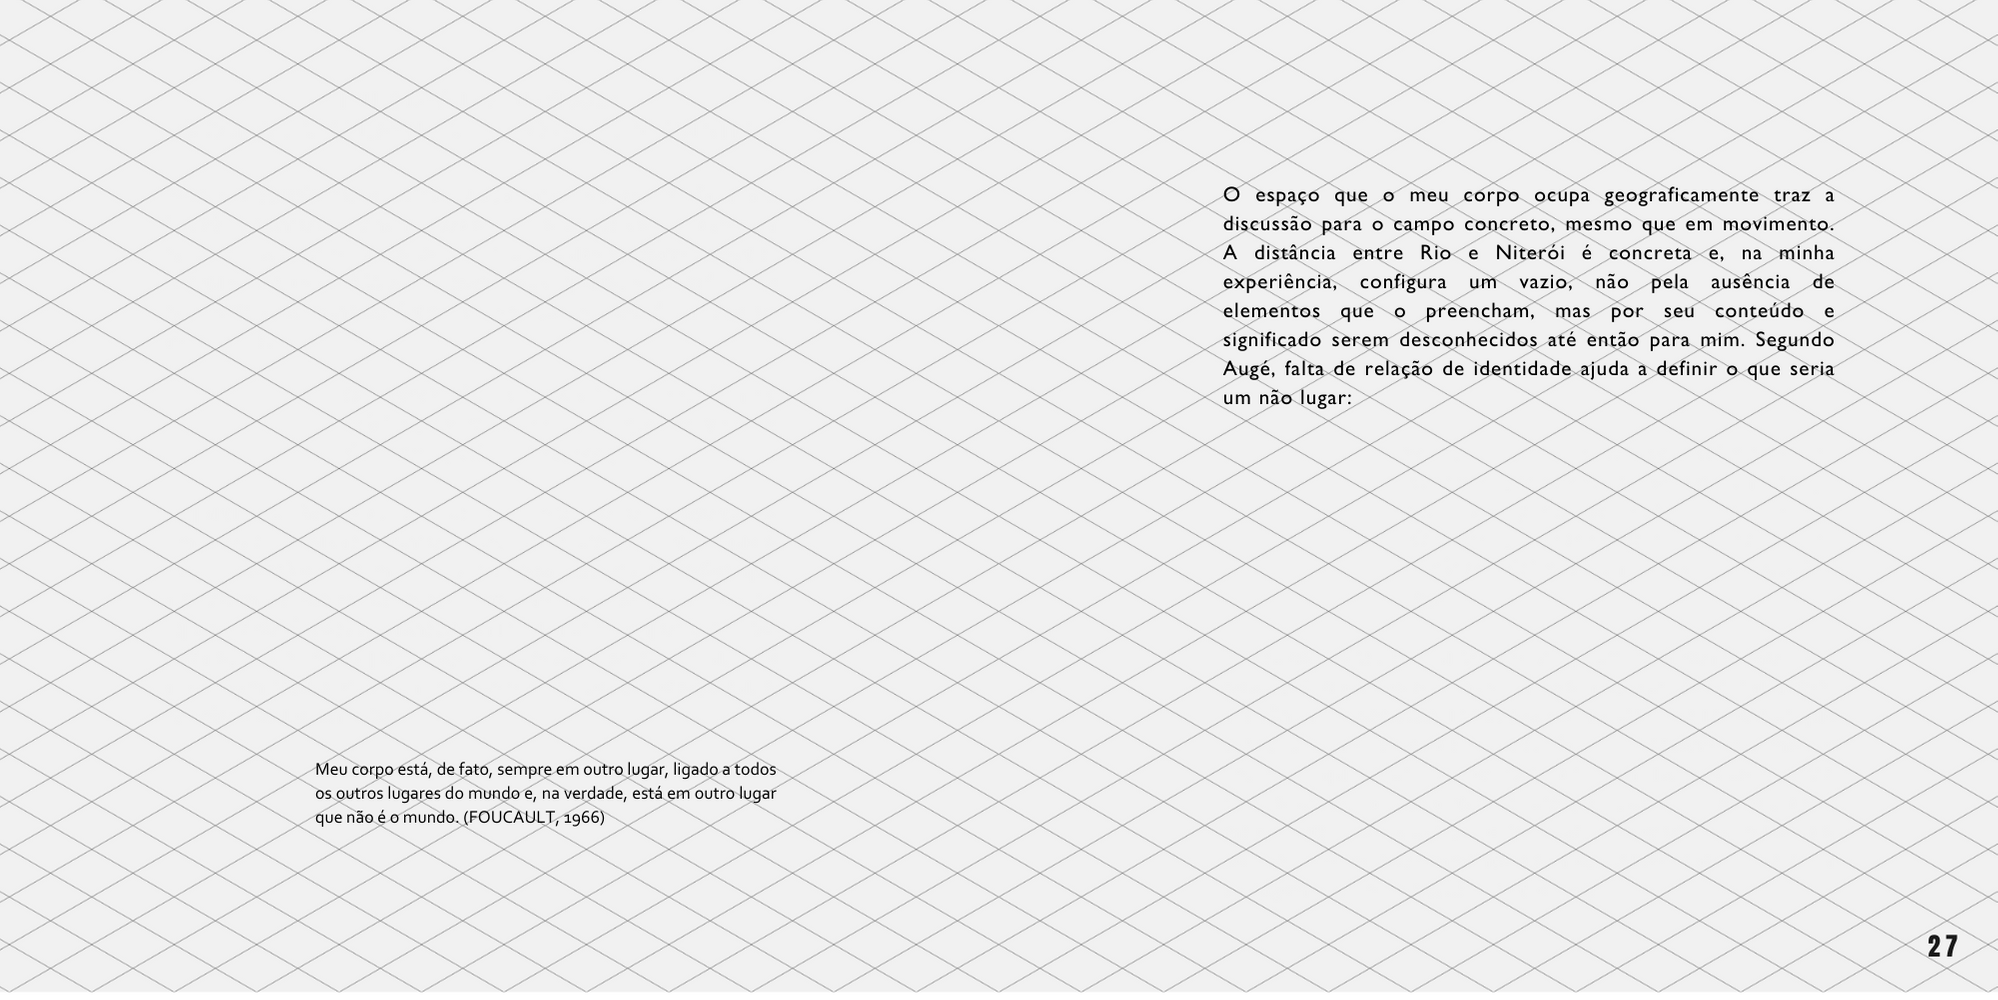 Meu corpo está, de fato, sempre em outro lugar, ligado a todos
os outros lugares do mundo e, na verdade, está em outro lugar
que não é o mundo. (FOUCAULT, 1966)
O espaço que o meu corpo ocupa geograficamente traz a
discussão para o campo concreto, mesmo que em movimento.
A distância entre Rio e Niterói é concreta e, na minha
experiência, configura um vazio, não pela ausência de
elementos que o preencham, mas por seu conteúdo e
significado serem desconhecidos até então para mim. Segundo
Augé, falta de relação de identidade ajuda a definir o que seria
um não lugar:
27